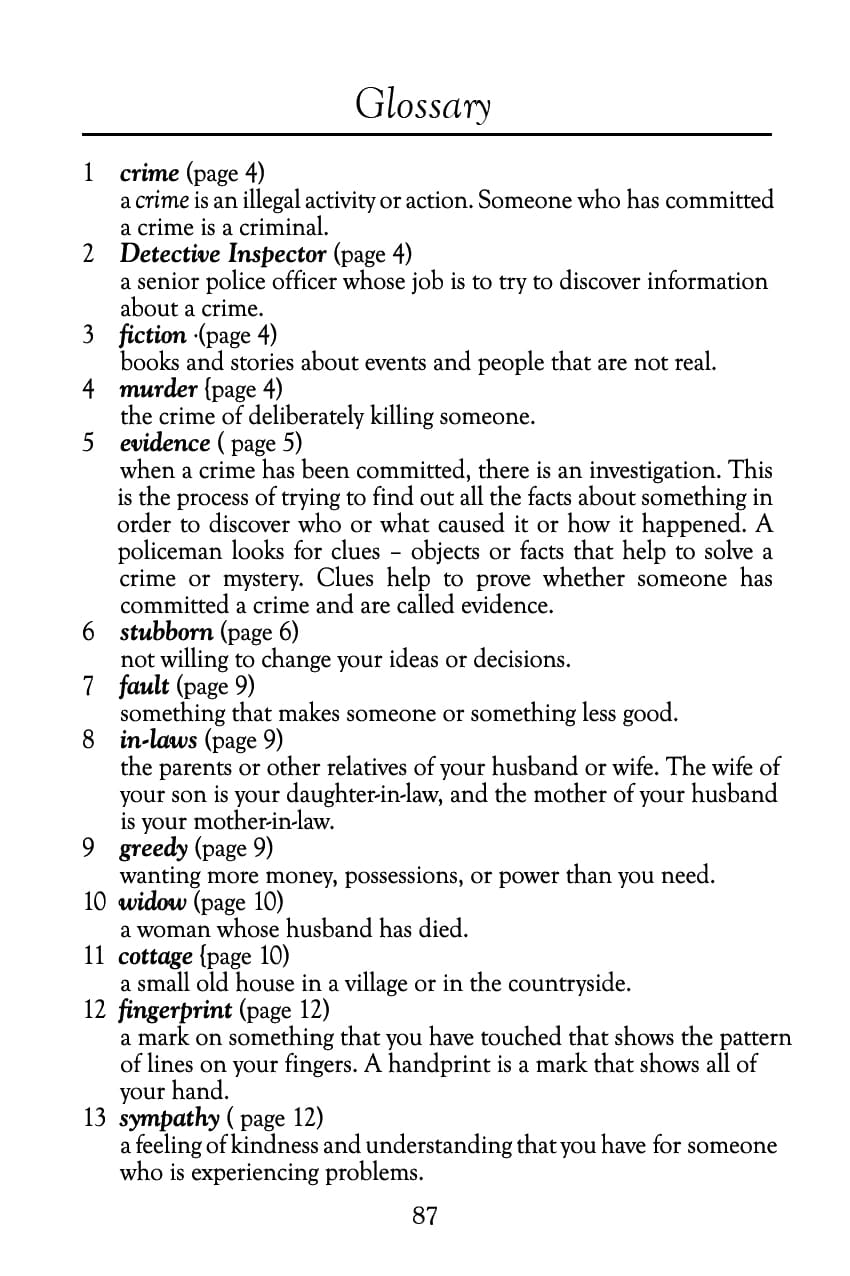 Glossary
1 crime (page 4)
a crime is an illegal activity or action. Someone who has committed
a crime is a criminal.
2 Detective Inspector (page 4)
a senior police officer whose job is to try to discover information
about a crime.
3 fiction ·(page 4)
books and stories about events and people that are not real.
4 murder {page 4)
the crime of deliberately killing someone.
5 evidence ( page 5)
when a crime has been committed, there is an investigation. This
is the process of trying to find out all the facts about something in
order to discover who or what caused it or how it happened. A
policeman looks for clues – objects or facts that help to solve a
crime or mystery. Clues help to prove whether someone has
committed a crime and are called evidence.
6 stubborn (page 6)
not willing to change your ideas or decisions.
7 fault (page 9)
something that makes someone or something less good.
8 in-laws (page 9)
the parents or other relatives of your husband or wife. The wife of
your son is your daughter-in-law, and the mother of your husband
is your mother-in-law.
9 greedy (page 9)
wanting more money, possessions, or power than you need.
10 widow (page 10)
a woman whose husband has died.
11 cottage {page 10)
a small old house in a village or in the countryside.
12 fingerprint (page 12)
a mark on something that you have touched that shows the pattern
of lines on your fingers. A handprint is a mark that shows all of
your hand.
13 sympathy ( page 12)
a feeling of kindness and understanding that you have for someone
who is experiencing problems.
87